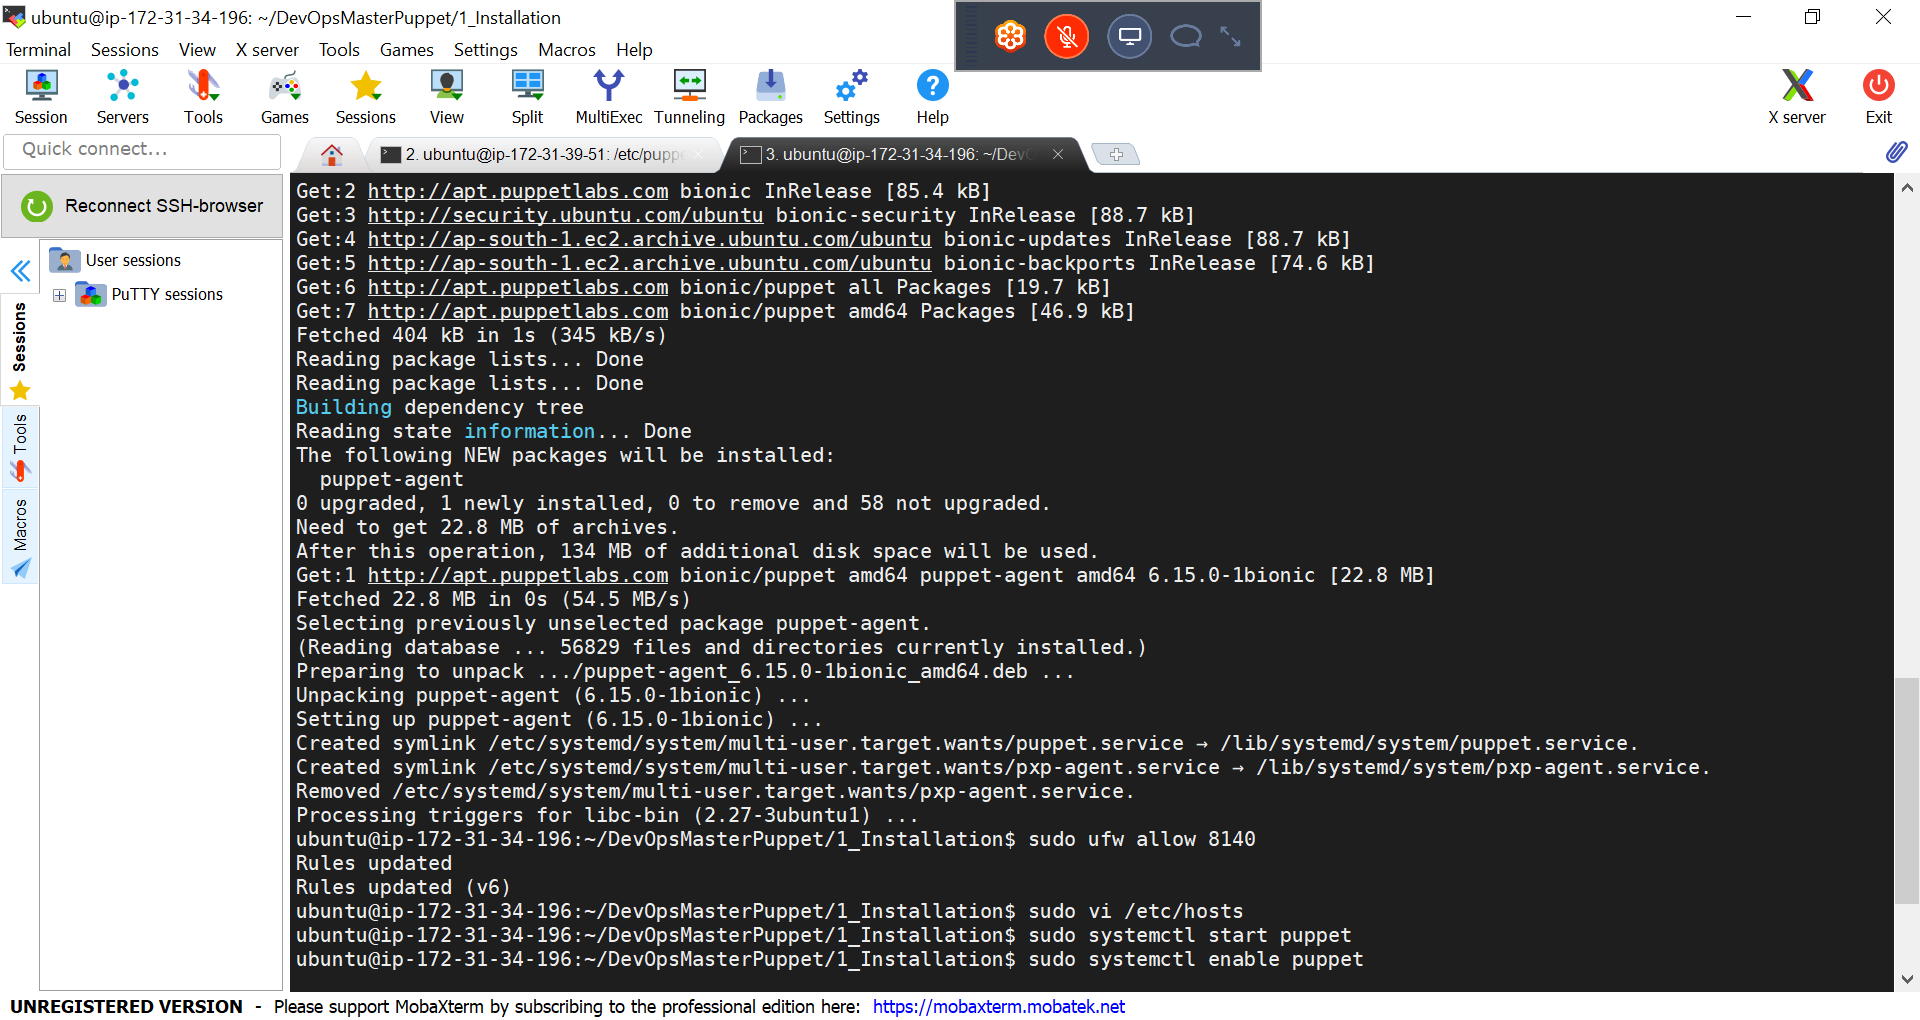 ubuntu@ip-172-31-34-196: ~/DevOpsMasterPuppet/1_Installation
Terminal Sessions View X server Tools Games Settings Macros Help
Session Servers Tools Games Sessions View Split MultiExec Tunneling Packages Settings Help X server Exit
Quick connect...
2. ubuntu@ip-172-31-39-51: /etc/pupp
3. ubuntu@ip-172-31-34-196: ~/DevO
Reconnect SSH-browser
User sessions
PuTTY sessions
Sessions
Tools
Macros
Get:2 http://apt.puppetlabs.com bionic InRelease [85.4 kB]
Get:3 http://security.ubuntu.com/ubuntu bionic-security InRelease [88.7 kB]
Get:4 http://ap-south-1.ec2.archive.ubuntu.com/ubuntu bionic-updates InRelease [88.7 kB]
Get:5 http://ap-south-1.ec2.archive.ubuntu.com/ubuntu bionic-backports InRelease [74.6 kB]
Get:6 http://apt.puppetlabs.com bionic/puppet all Packages [19.7 kB]
Get:7 http://apt.puppetlabs.com bionic/puppet amd64 Packages [46.9 kB]
Fetched 404 kB in 1s (345 kB/s)
Reading package lists... Done
Reading package lists... Done
Building dependency tree
Reading state information... Done
The following NEW packages will be installed:
  puppet-agent
0 upgraded, 1 newly installed, 0 to remove and 58 not upgraded.
Need to get 22.8 MB of archives.
After this operation, 134 MB of additional disk space will be used.
Get:1 http://apt.puppetlabs.com bionic/puppet amd64 puppet-agent amd64 6.15.0-1bionic [22.8 MB]
Fetched 22.8 MB in 0s (54.5 MB/s)
Selecting previously unselected package puppet-agent.
(Reading database ... 56829 files and directories currently installed.)
Preparing to unpack .../puppet-agent_6.15.0-1bionic_amd64.deb ...
Unpacking puppet-agent (6.15.0-1bionic) ...
Setting up puppet-agent (6.15.0-1bionic) ...
Created symlink /etc/systemd/system/multi-user.target.wants/puppet.service → /lib/systemd/system/puppet.service.
Created symlink /etc/systemd/system/multi-user.target.wants/pxp-agent.service → /lib/systemd/system/pxp-agent.service.
Removed /etc/systemd/system/multi-user.target.wants/pxp-agent.service.
Processing triggers for libc-bin (2.27-3ubuntu1) ...
ubuntu@ip-172-31-34-196:~/DevOpsMasterPuppet/1_Installation$ sudo ufw allow 8140
Rules updated
Rules updated (v6)
ubuntu@ip-172-31-34-196:~/DevOpsMasterPuppet/1_Installation$ sudo vi /etc/hosts
ubuntu@ip-172-31-34-196:~/DevOpsMasterPuppet/1_Installation$ sudo systemctl start puppet
ubuntu@ip-172-31-34-196:~/DevOpsMasterPuppet/1_Installation$ sudo systemctl enable puppet
UNREGISTERED VERSION - Please support MobaXterm by subscribing to the professional edition here: https://mobaxterm.mobatek.net